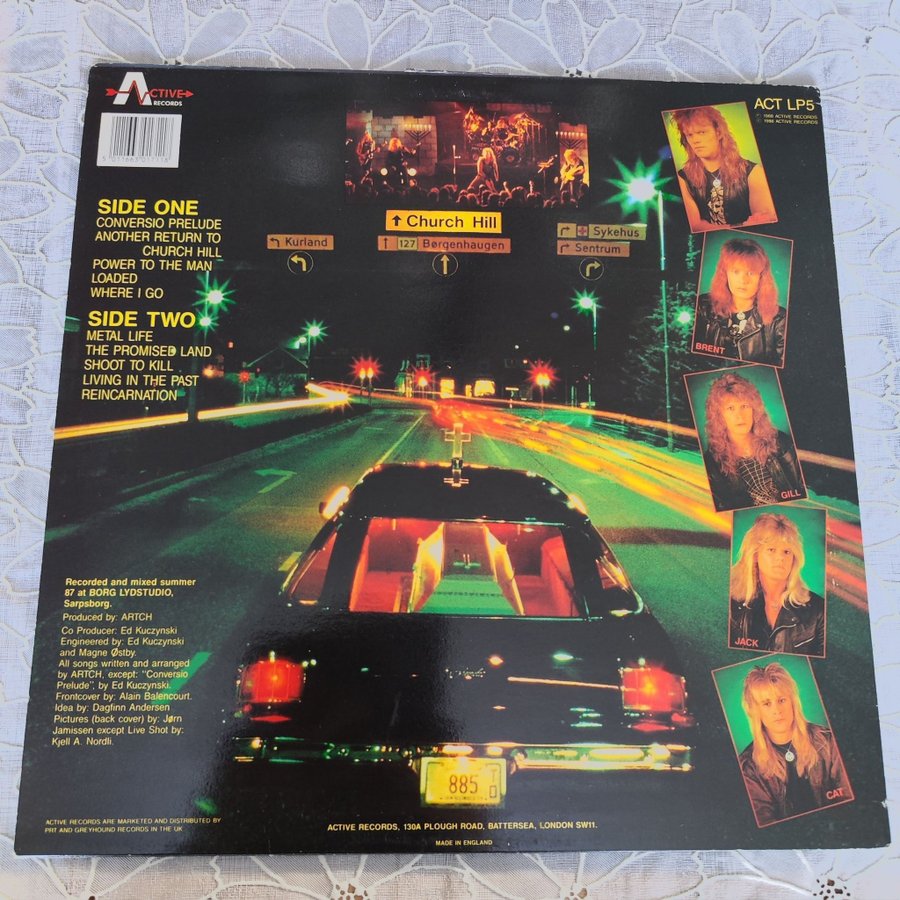 ACTIVE
RECORDS
5 011663 011116
ACT LP5
1988 ACTIVE RECORDS
1988 ACTIVE RECORDS
Church Hill
Kurland
127 Børgenhaugen
Sykehus
Sentrum
SIDE ONE
CONVERSIO PRELUDE
ANOTHER RETURN TO
CHURCH HILL
POWER TO THE MAN
LOADED
WHERE I GO
SIDE TWO
METAL LIFE
THE PROMISED LAND
SHOOT TO KILL
LIVING IN THE PAST
REINCARNATION
BRENT
GILL
JACK
CAT
Recorded and mixed summer
87 at BORG LYDSTUDIO,
Sarpsborg.
Produced by: ARTCH
Co Producer: Ed Kuczynski
Engineered by: Ed Kuczynski
and Magne Østby.
All songs written and arranged
by ARTCH, except: "Conversio
Prelude", by Ed Kuczynski.
Frontcover by: Alain Balencourt.
Idea by: Dagfinn Andersen
Pictures (back cover) by: Jørn
Jamissen except Live Shot by:
Kjell A. Nordli.
885 TO
ACTIVE RECORDS ARE MARKETED AND DISTRIBUTED BY
PRT AND GREYHOUND RECORDS IN THE UK
ACTIVE RECORDS, 130A PLOUGH ROAD, BATTERSEA, LONDON SW11.
MADE IN ENGLAND